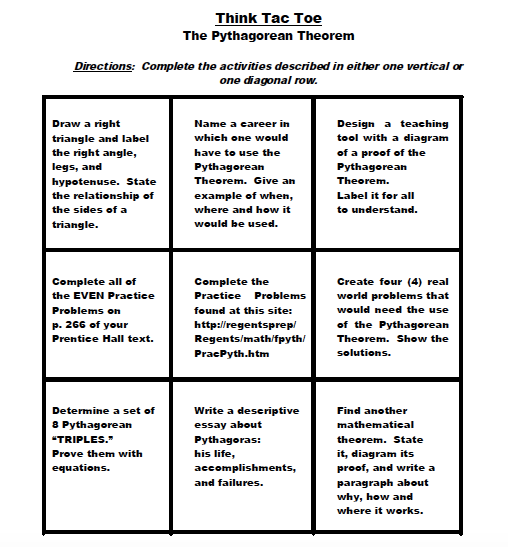 Think Tac Toe
The Pythagorean Theorem
Directions: Complete the activities described in either one vertical or
one diagonal row.
Draw a right
triangle and label
the right angle,
legs, and
hypotenuse. State
the relationship of
the sides of a
triangle.
Name a career in
which one would
have to use the
Pythagorean
Theorem. Give an
example of when,
where and how it
would be used.
Design a teaching
tool with a diagram
of a proof of the
Pythagorean
Theorem.
Label it for all
to understand.
Complete all of
the EVEN Practice
Problems on
p. 266 of your
Prentice Hall text.
Complete the
Practice Problems
found at this site:
http://regentsprep/
Regents/math/fpyth/
PracPyth.htm
Create four (4) real
world problems that
would need the use
of the Pythagorean
Theorem. Show the
solutions.
Determine a set of
8 Pythagorean
“TRIPLES.”
Prove them with
equations.
Write a descriptive
essay about
Pythagoras:
his life,
accomplishments,
and failures.
Find another
mathematical
theorem. State
it, diagram its
proof, and write a
paragraph about
why, how and
where it works.